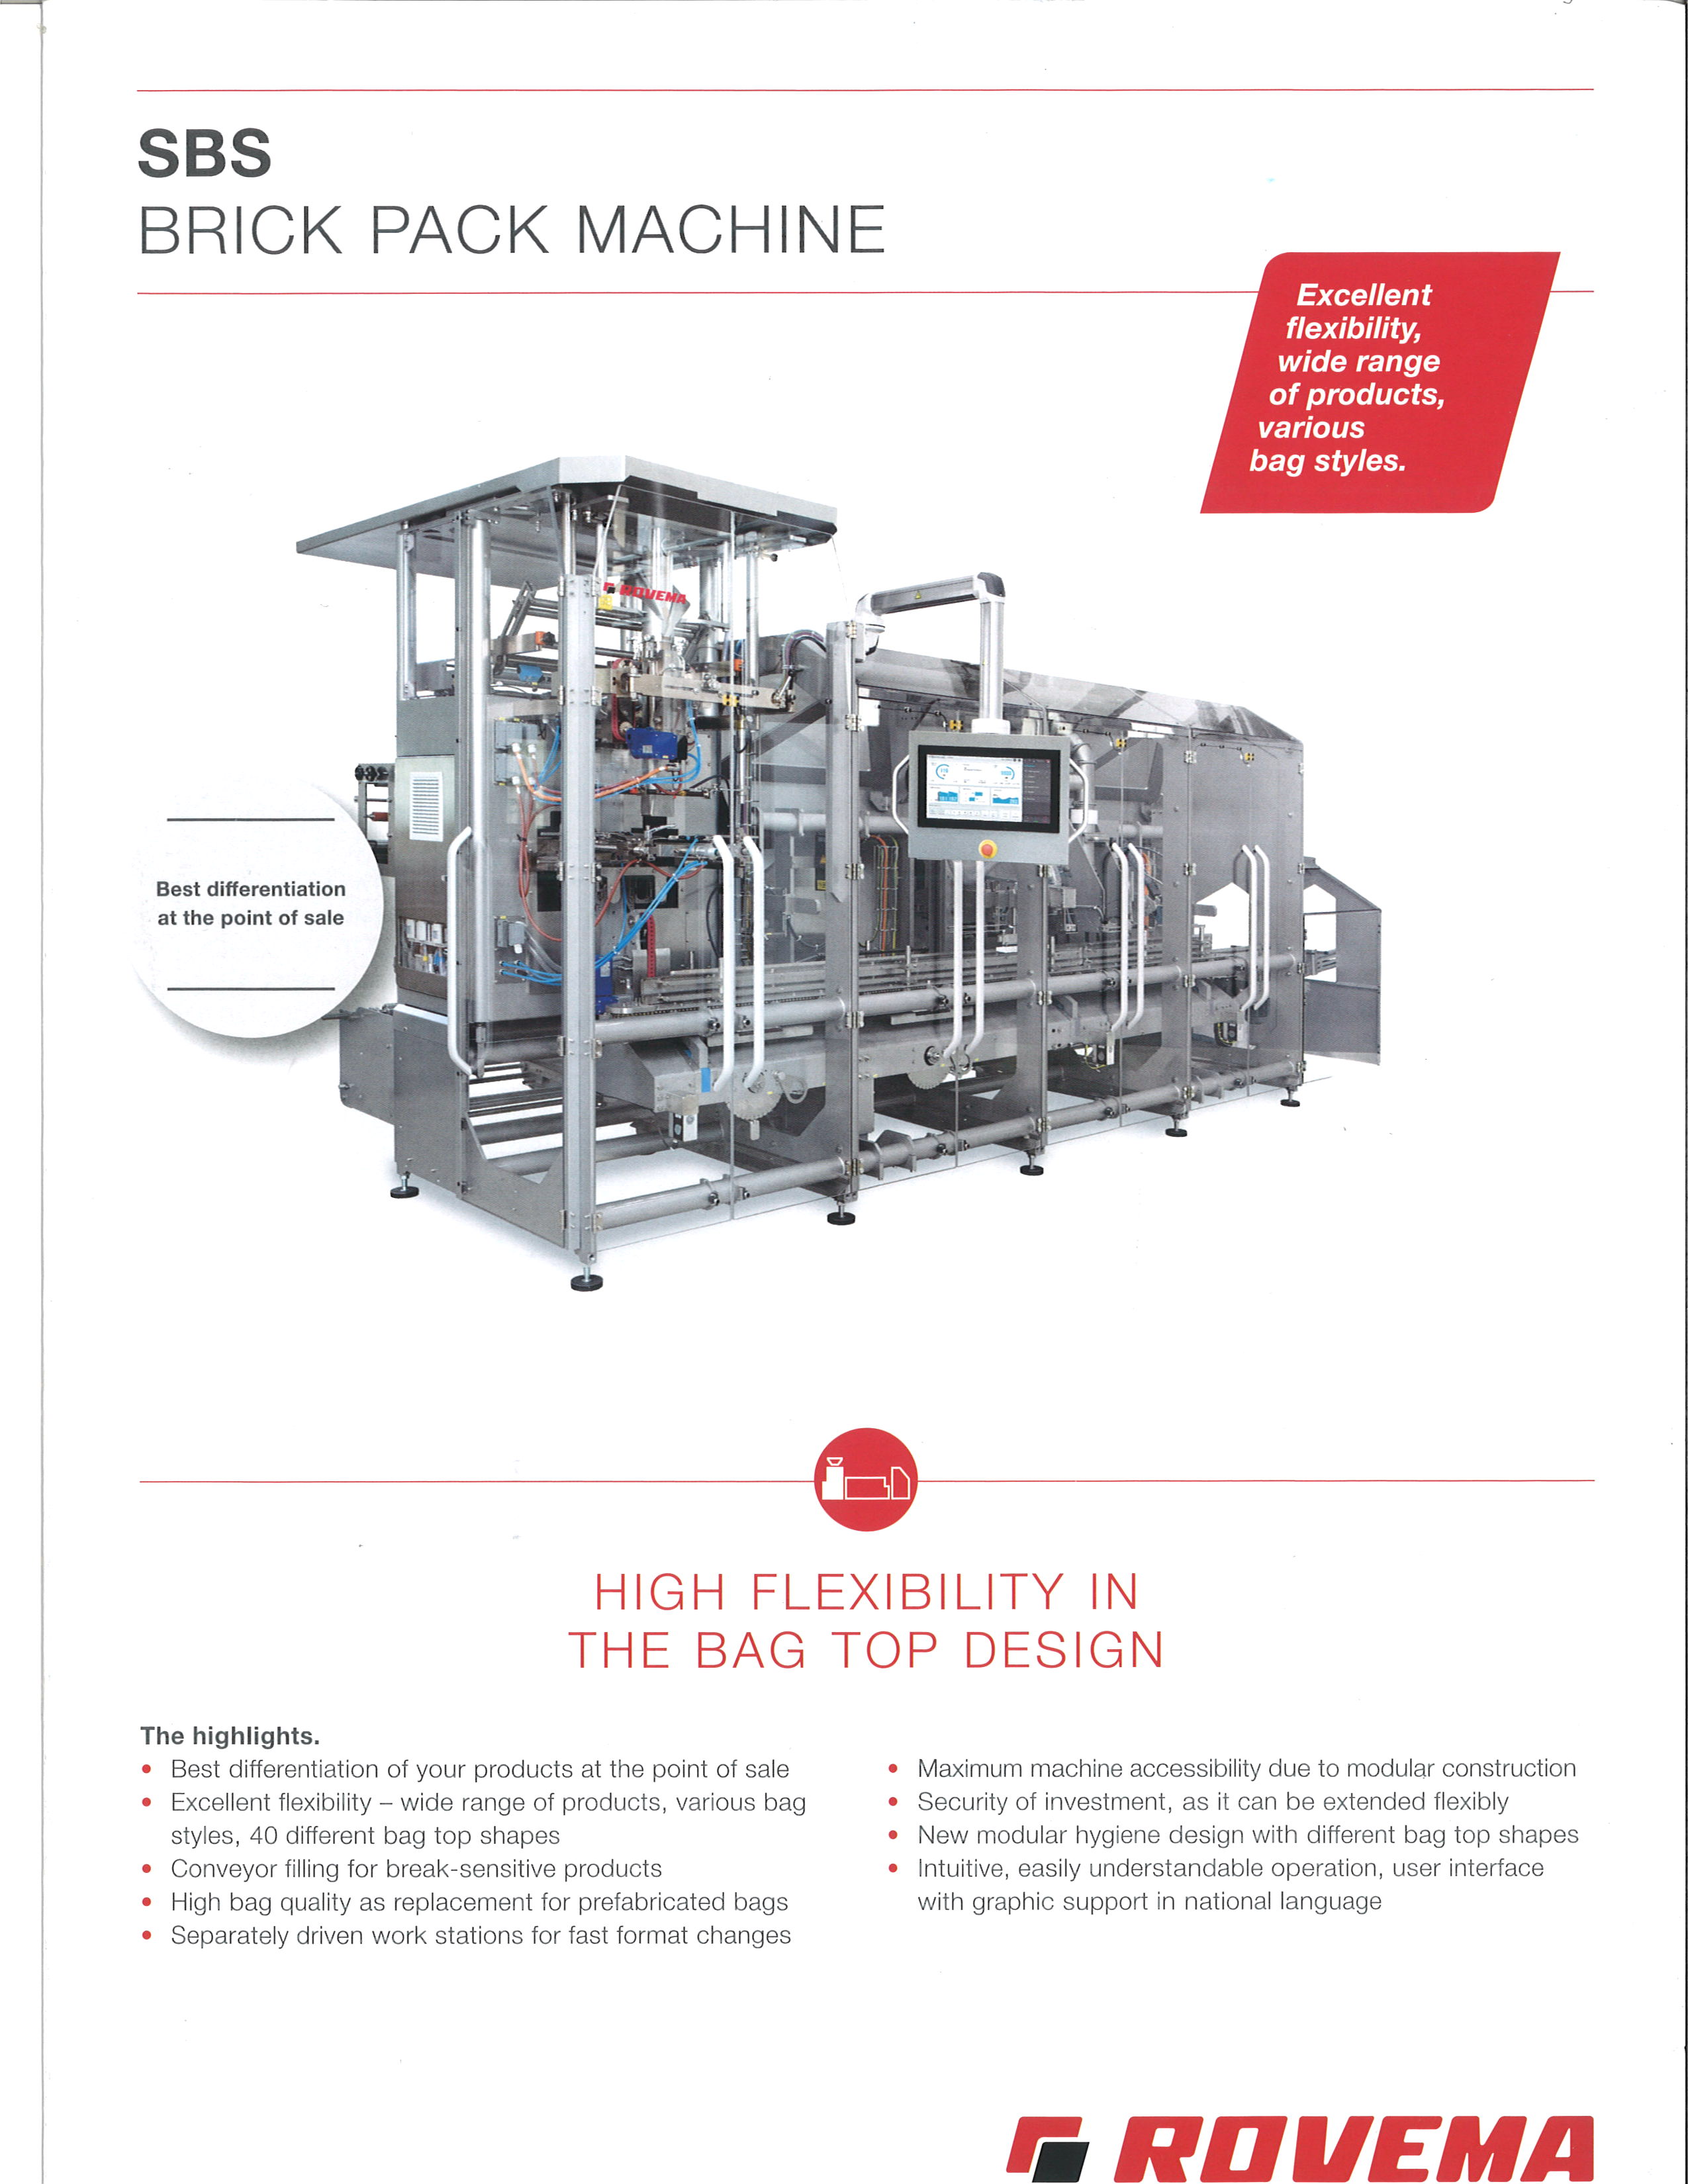 SBS
BRICK PACK MACHINE
Excellent
flexibility,
wide range
of products,
various
bag styles.
ROVEMA
Best differentiation
at the point of sale
HIGH FLEXIBILITY IN
THE BAG TOP DESIGN
The highlights.
• Best differentiation of your products at the point of sale
• Excellent flexibility – wide range of products, various bag
styles, 40 different bag top shapes
• Conveyor filling for break-sensitive products
• High bag quality as replacement for prefabricated bags
• Separately driven work stations for fast format changes
• Maximum machine accessibility due to modular construction
• Security of investment, as it can be extended flexibly
• New modular hygiene design with different bag top shapes
• Intuitive, easily understandable operation, user interface
with graphic support in national language
ROVEMA